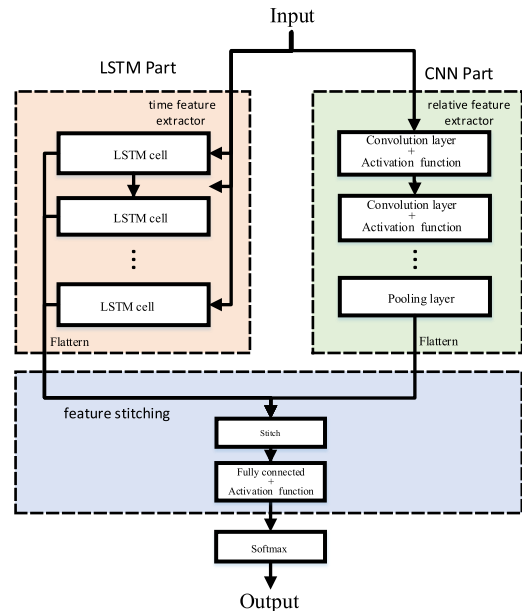 Input
LSTM Part
CNN Part
time feature
extractor
relative feature
extractor
LSTM cell
LSTM cell
LSTM cell
Flattern
Convolution layer
+
Activation function
Convolution layer
+
Activation function
Pooling layer
Flattern
feature stitching
Stitch
Fully connected
+
Activation function
Softmax
Output